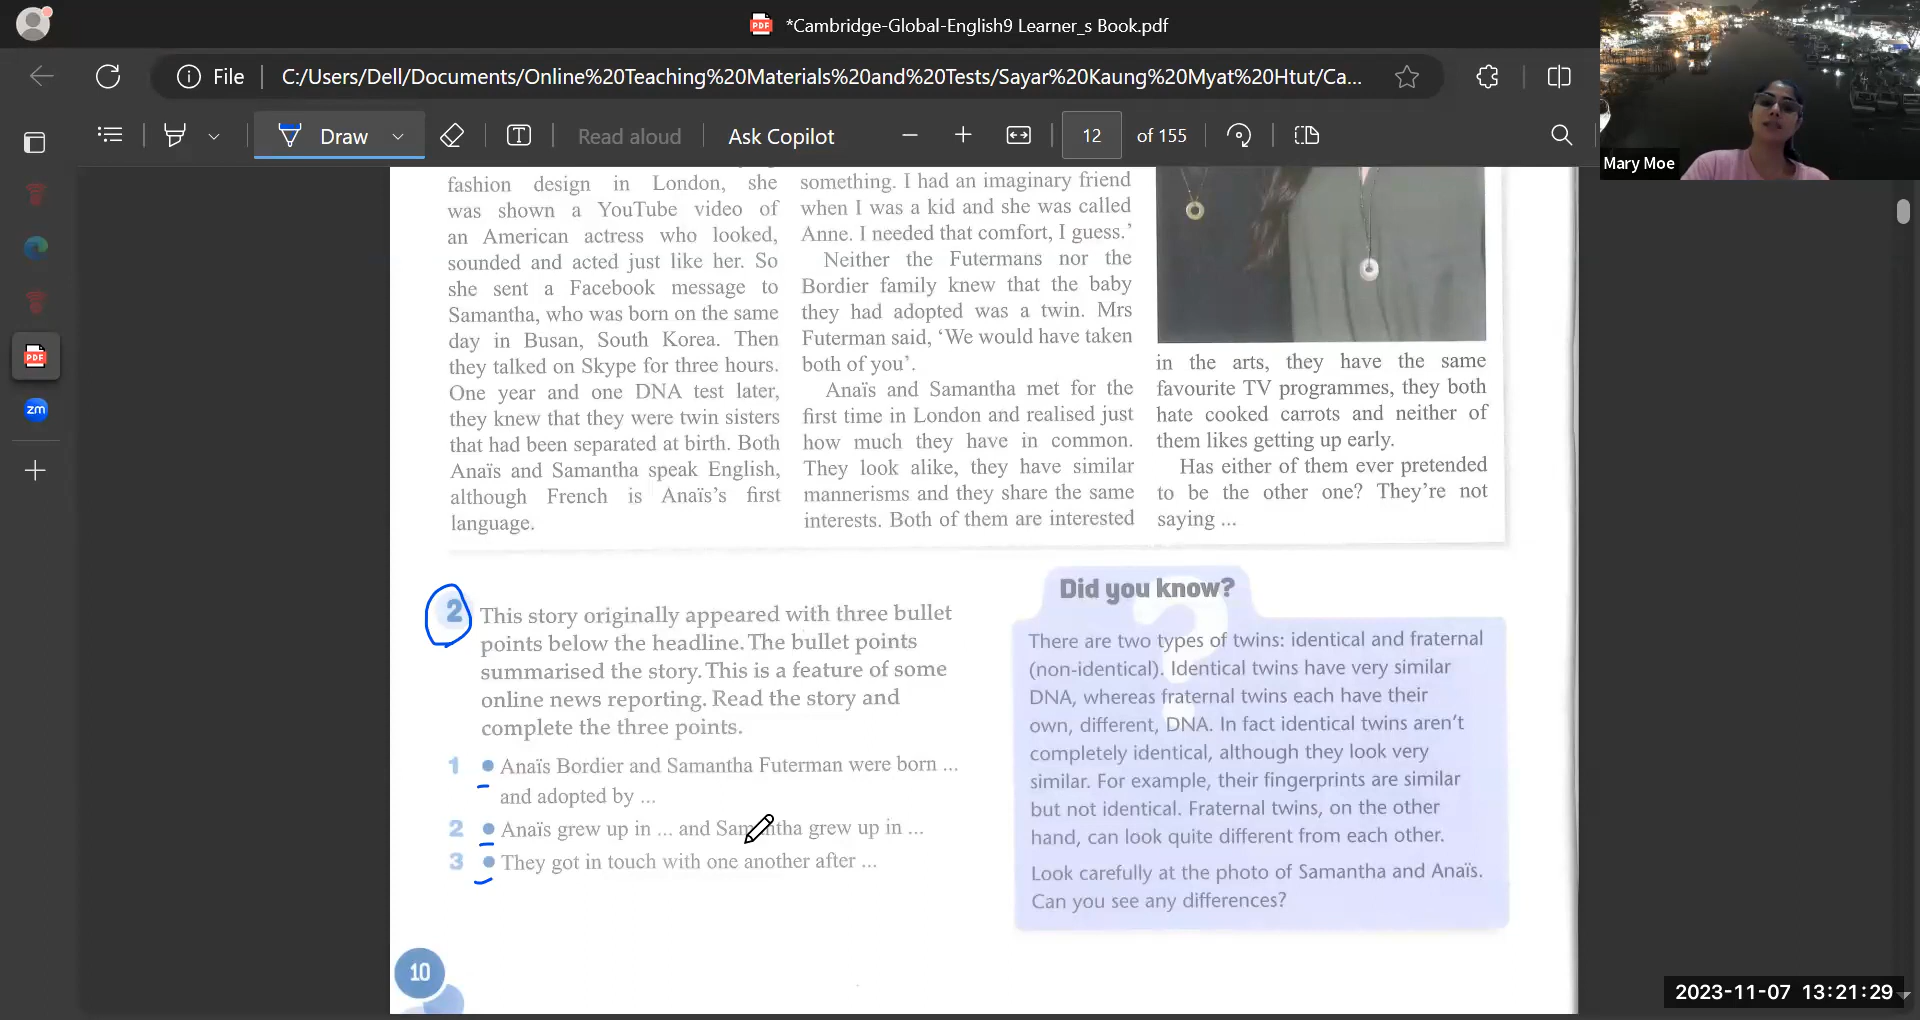 *Cambridge-Global-English9 Learner_s Book.pdf
File
C:/Users/Dell/Documents/Online%20Teaching%20Materials%20and%20Tests/Sayar%20Kaung%20Myat%20Htut/Ca...
Draw
Read aloud
Ask Copilot
12
of 155
Mary Moe
zm
fashion design in London, she
was shown a YouTube video of
an American actress who looked,
sounded and acted just like her. So
she sent a Facebook message to
Samantha, who was born on the same
day in Busan, South Korea. Then
they talked on Skype for three hours.
One year and one DNA test later,
they knew that they were twin sisters
that had been separated at birth. Both
Anaïs and Samantha speak English,
although French is Anaïs's first
language.
something. I had an imaginary friend
when I was a kid and she was called
Anne. I needed that comfort, I guess.'
Neither the Futermans nor the
Bordier family knew that the baby
they had adopted was a twin. Mrs
Futerman said, 'We would have taken
both of you'.
Anaïs and Samantha met for the
first time in London and realised just
how much they have in common.
They look alike, they have similar
mannerisms and they share the same
interests. Both of them are interested
in the arts, they have the same
favourite TV programmes, they both
hate cooked carrots and neither of
them likes getting up early.
Has either of them ever pretended
to be the other one? They're not
saying ...
2 This story originally appeared with three bullet
points below the headline. The bullet points
summarised the story. This is a feature of some
online news reporting. Read the story and
complete the three points.
1 • Anaïs Bordier and Samantha Futerman were born ...
and adopted by ...
2 • Anaïs grew up in ... and Samantha grew up in ...
3 • They got in touch with one another after ...
Did you know?
There are two types of twins: identical and fraternal
(non-identical). Identical twins have very similar
DNA, whereas fraternal twins each have their
own, different, DNA. In fact identical twins aren't
completely identical, although they look very
similar. For example, their fingerprints are similar
but not identical. Fraternal twins, on the other
hand, can look quite different from each other.
Look carefully at the photo of Samantha and Anaïs.
Can you see any differences?
10
2023-11-07 13:21:29